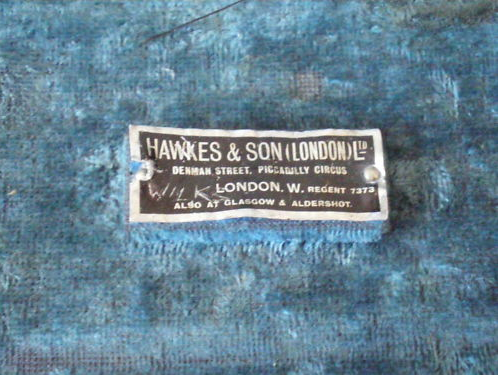 HAWKES & SON (LONDON) LTD
DENMAN STREET, PICCADILLY CIRCUS
LONDON. W. REGENT 7373
ALSO AT GLASGOW & ALDERSHOT.